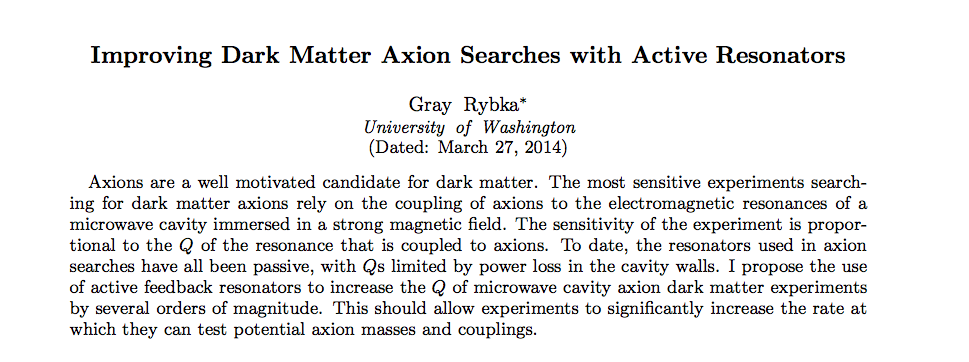 Improving Dark Matter Axion Searches with Active Resonators
Gray Rybka*
University of Washington
(Dated: March 27, 2014)
Axions are a well motivated candidate for dark matter. The most sensitive experiments search-
ing for dark matter axions rely on the coupling of axions to the electromagnetic resonances of a
microwave cavity immersed in a strong magnetic field. The sensitivity of the experiment is propor-
tional to the Q of the resonance that is coupled to axions. To date, the resonators used in axion
searches have all been passive, with Qs limited by power loss in the cavity walls. I propose the use
of active feedback resonators to increase the Q of microwave cavity axion dark matter experiments
by several orders of magnitude. This should allow experiments to significantly increase the rate at
which they can test potential axion masses and couplings.